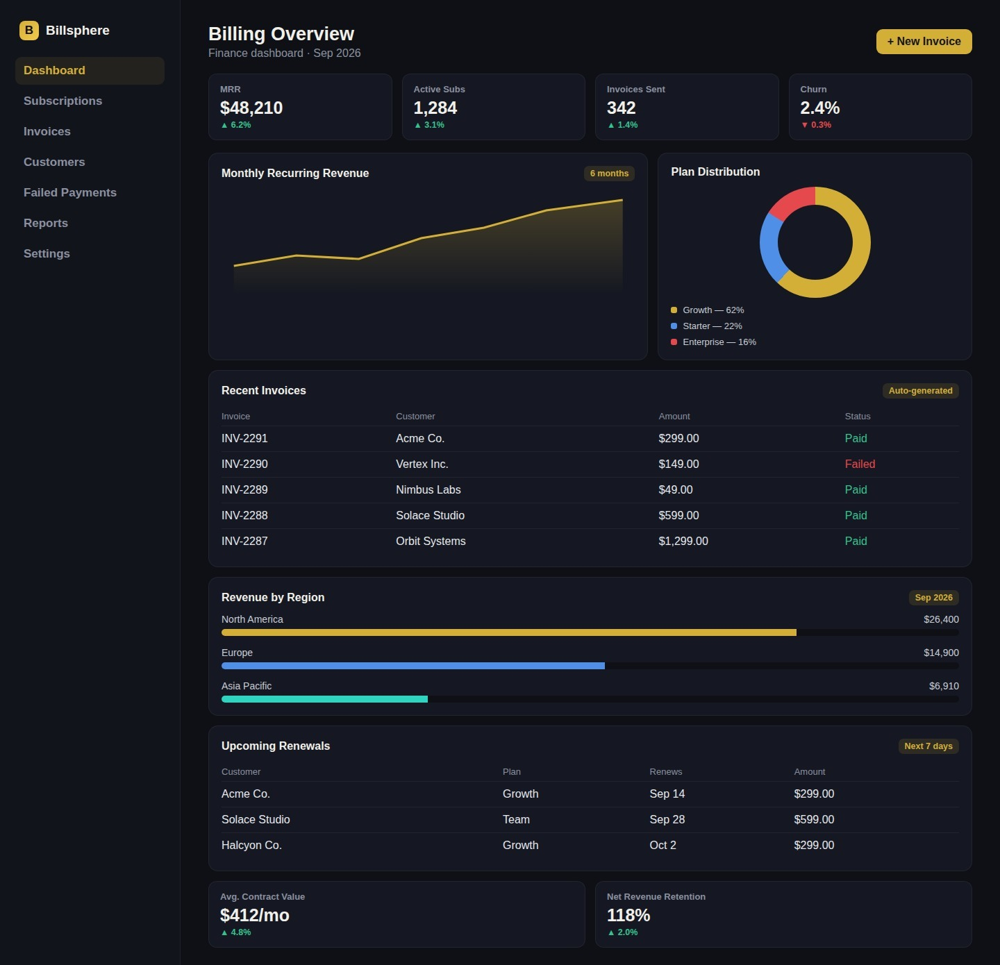 B Billsphere
Dashboard
Subscriptions
Invoices
Customers
Failed Payments
Reports
Settings
Billing Overview
Finance dashboard · Sep 2026
+ New Invoice
MRR
$48,210
▲ 6.2%
Active Subs
1,284
▲ 3.1%
Invoices Sent
342
▲ 1.4%
Churn
2.4%
▼ 0.3%
Monthly Recurring Revenue
6 months
Plan Distribution
Growth — 62%
Starter — 22%
Enterprise — 16%
Recent Invoices
Auto-generated
Invoice Customer Amount Status
INV-2291 Acme Co. $299.00 Paid
INV-2290 Vertex Inc. $149.00 Failed
INV-2289 Nimbus Labs $49.00 Paid
INV-2288 Solace Studio $599.00 Paid
INV-2287 Orbit Systems $1,299.00 Paid
Revenue by Region
Sep 2026
North America $26,400
Europe $14,900
Asia Pacific $6,910
Upcoming Renewals
Next 7 days
Customer Plan Renews Amount
Acme Co. Growth Sep 14 $299.00
Solace Studio Team Sep 28 $599.00
Halcyon Co. Growth Oct 2 $299.00
Avg. Contract Value
$412/mo
▲ 4.8%
Net Revenue Retention
118%
▲ 2.0%